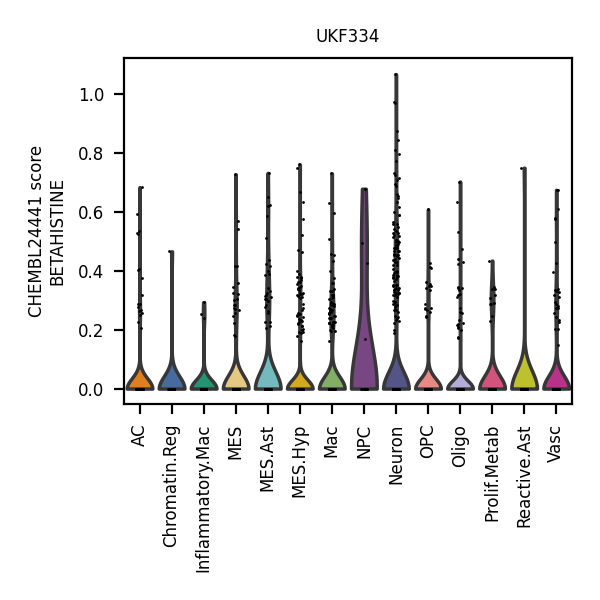 UKF334
CHEMBL24441 score
BETAHISTINE
1.0
0.8
0.6
0.4
0.2
0.0
AC
Chromatin.Reg
Inflammatory.Mac
MES
MES.Ast
MES.Hyp
Mac
NPC
Neuron
OPC
Oligo
Prolif.Metab
Reactive.Ast
Vasc